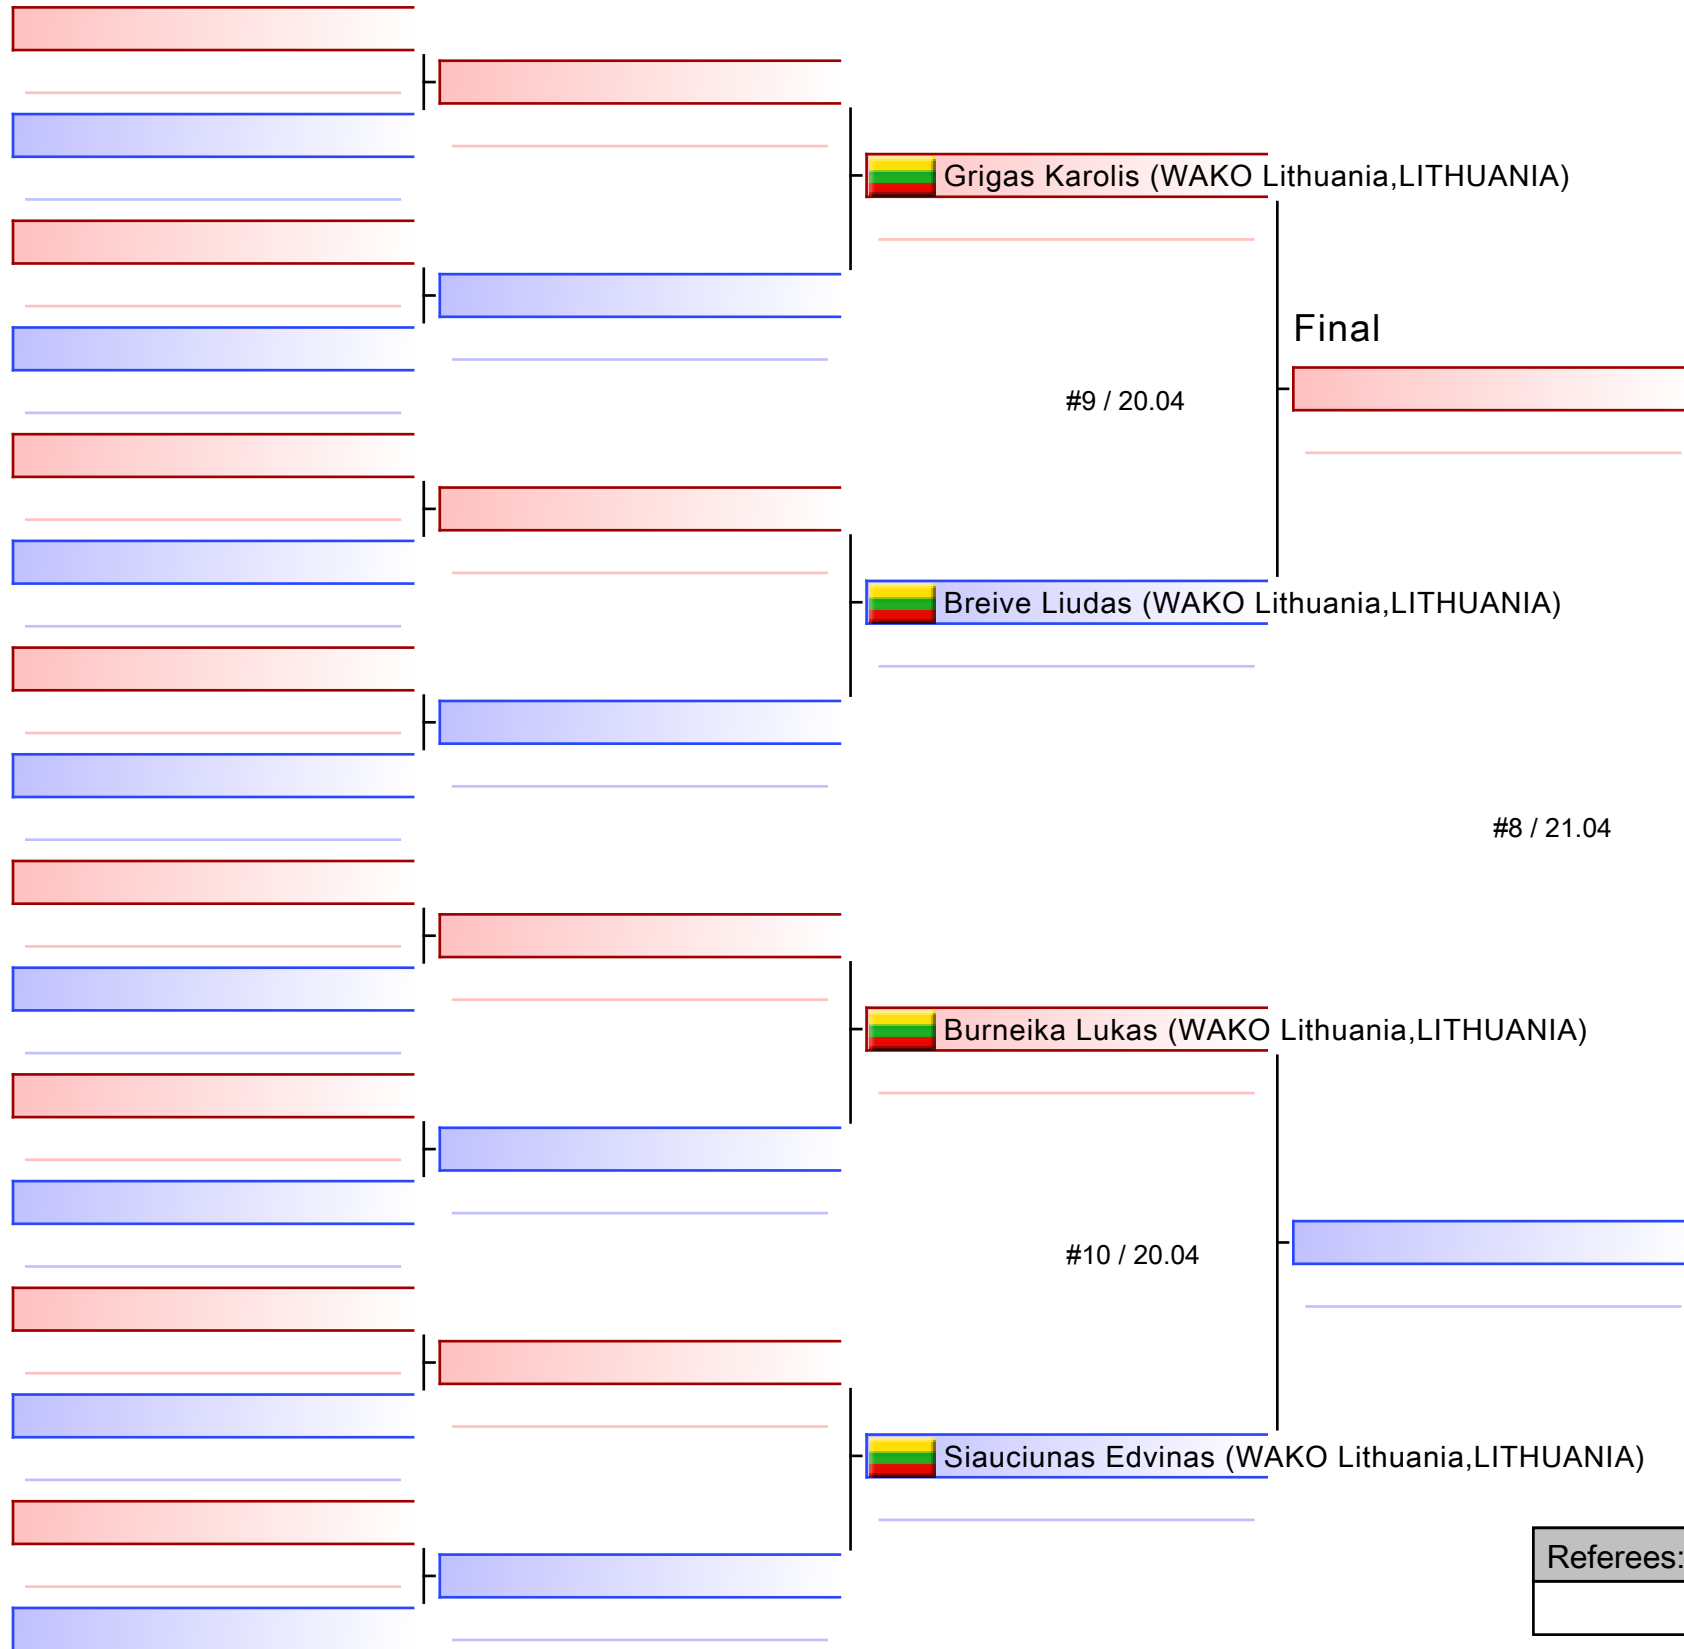 Grigas Karolis (WAKO Lithuania,LITHUANIA)
Final
#9 / 20.04
Breive Liudas (WAKO Lithuania,LITHUANIA)
#8 / 21.04
Burneika Lukas (WAKO Lithuania,LITHUANIA)
#10 / 20.04
Siauciunas Edvinas (WAKO Lithuania,LITHUANIA)
Referees: